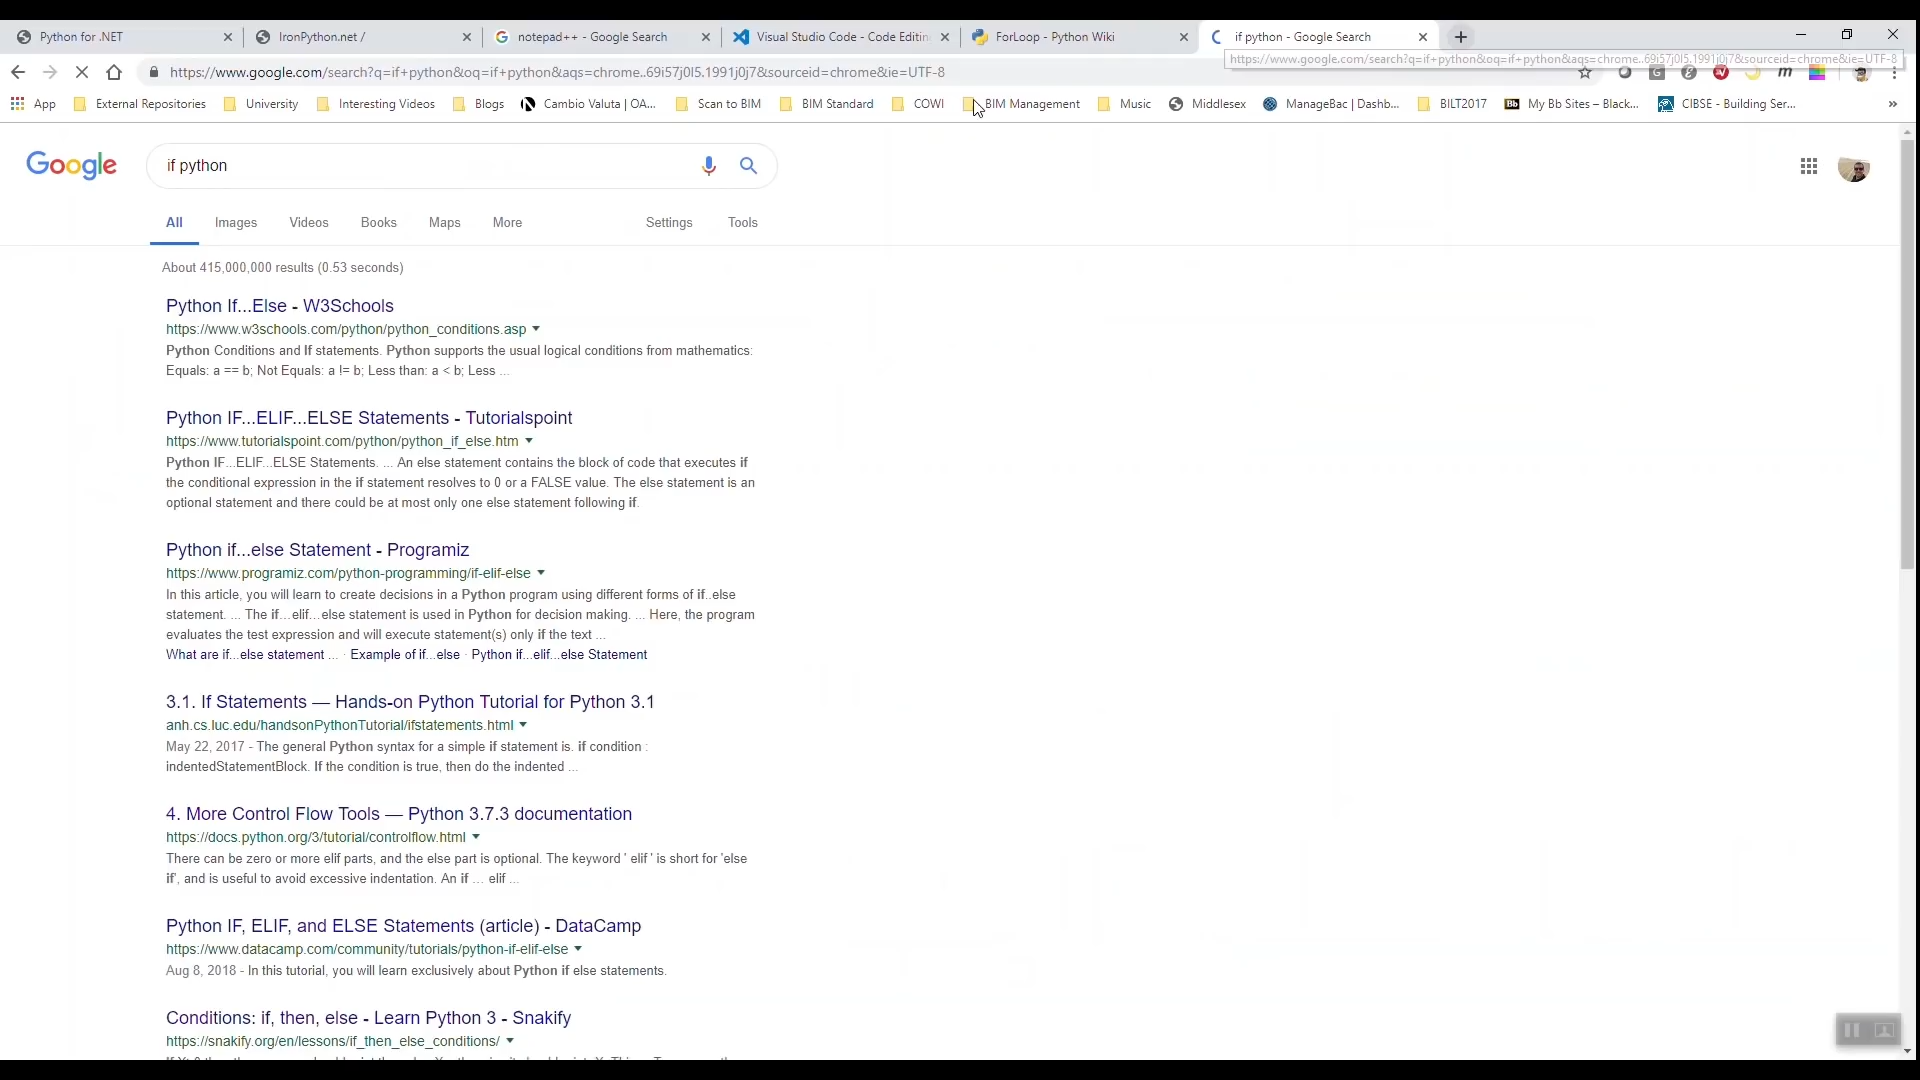 Python for .NET
IronPython.net /
notepad++ - Google Search
Visual Studio Code - Code Editin
ForLoop - Python Wiki
if python - Google Search
https://www.google.com/search?q=if+python&oq=if+python&aqs=chrome..69i57j0l5.1991j0j7&sourceid=chrome&ie=UTF-8
https://www.google.com/search?q=if+python&oq=if+python&aqs=chrome..69i57j0l5.1991j0j7&sourceid=chrome&ie=UTF-8
App
External Repositories
University
Interesting Videos
Blogs
Cambio Valuta | OA...
Scan to BIM
BIM Standard
COWI
BIM Management
Music
Middlesex
ManageBac | Dashb...
BILT2017
Bb My Bb Sites – Black...
CIBSE - Building Ser...
»
Google
if python
All Images Videos Books Maps More Settings Tools
About 415,000,000 results (0.53 seconds)
Python If...Else - W3Schools
https://www.w3schools.com/python/python_conditions.asp
Python Conditions and If statements. Python supports the usual logical conditions from mathematics:
Equals: a == b; Not Equals: a != b; Less than: a < b; Less ...
Python IF...ELIF...ELSE Statements - Tutorialspoint
https://www.tutorialspoint.com/python/python_if_else.htm
Python IF...ELIF...ELSE Statements. ... An else statement contains the block of code that executes if
the conditional expression in the if statement resolves to 0 or a FALSE value. The else statement is an
optional statement and there could be at most only one else statement following if.
Python if...else Statement - Programiz
https://www.programiz.com/python-programming/if-elif-else
In this article, you will learn to create decisions in a Python program using different forms of if..else
statement. ... The if...elif...else statement is used in Python for decision making. ... Here, the program
evaluates the test expression and will execute statement(s) only if the text ...
What are if...else statement ... · Example of if...else · Python if...elif...else Statement
3.1. If Statements — Hands-on Python Tutorial for Python 3.1
anh.cs.luc.edu/handsonPythonTutorial/ifstatements.html
May 22, 2017 - The general Python syntax for a simple if statement is. if condition :
indentedStatementBlock. If the condition is true, then do the indented ...
4. More Control Flow Tools — Python 3.7.3 documentation
https://docs.python.org/3/tutorial/controlflow.html
There can be zero or more elif parts, and the else part is optional. The keyword ' elif ' is short for 'else
if', and is useful to avoid excessive indentation. An if ... elif ...
Python IF, ELIF, and ELSE Statements (article) - DataCamp
https://www.datacamp.com/community/tutorials/python-if-elif-else
Aug 8, 2018 - In this tutorial, you will learn exclusively about Python if else statements.
Conditions: if, then, else - Learn Python 3 - Snakify
https://snakify.org/en/lessons/if_then_else_conditions/